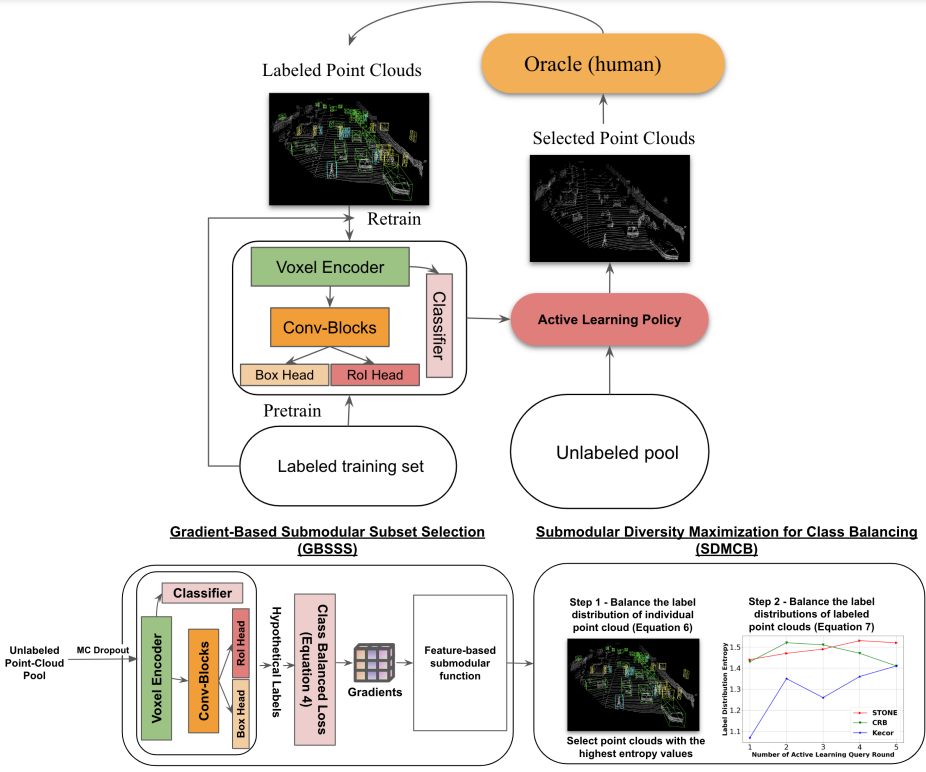 Oracle (human)
Labeled Point Clouds
Selected Point Clouds
Retrain
Voxel Encoder
Classifier
Conv-Blocks
Box Head
RoI Head
Active Learning Policy
Pretrain
Labeled training set
Unlabeled pool
Gradient-Based Submodular Subset Selection
(GBSSS)
Submodular Diversity Maximization for Class Balancing
(SDMCB)
Unlabeled
Point-Cloud
Pool
MC Dropout
Classifier
Voxel Encoder
Conv-Blocks
RoI Head
Box Head
Hypothetical Labels
Class Balanced Loss
(Equation 4)
Gradients
Feature-based
submodular
function
Step 1 - Balance the label
distribution of individual
point cloud (Equation 6)
Select point clouds with the
highest entropy values
Step 2 - Balance the label
distributions of labeled
point clouds (Equation 7)
Label Distribution Entropy
1.5
1.4
1.3
1.2
1.1
STONE
CRB
Kecor
1 2 3 4 5
Number of Active Learning Query Round